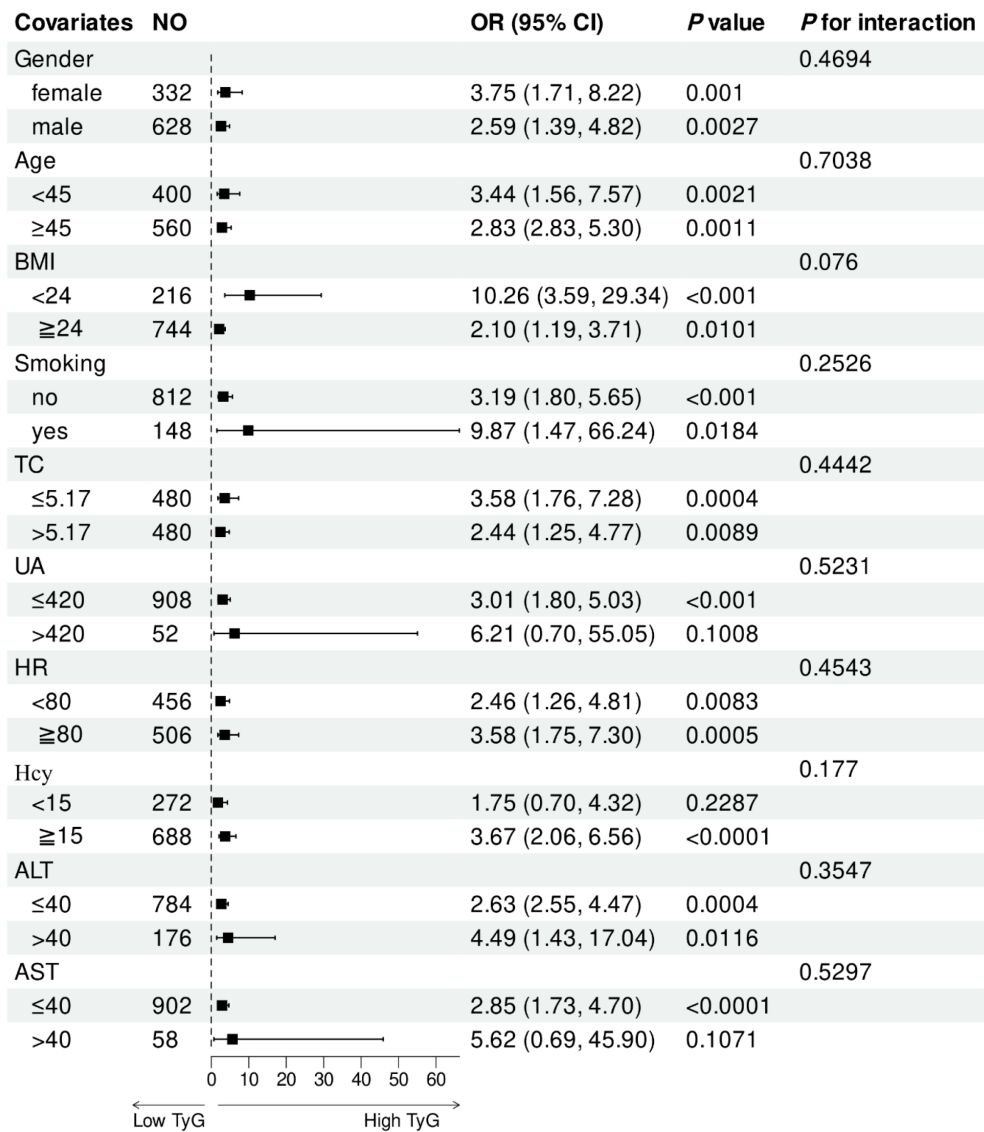 Covariates NO OR (95% CI) P value P for interaction
Gender 0.4694
female 332 3.75 (1.71, 8.22) 0.001
male 628 2.59 (1.39, 4.82) 0.0027
Age 0.7038
<45 400 3.44 (1.56, 7.57) 0.0021
≥45 560 2.83 (2.83, 5.30) 0.0011
BMI 0.076
<24 216 10.26 (3.59, 29.34) <0.001
≧24 744 2.10 (1.19, 3.71) 0.0101
Smoking 0.2526
no 812 3.19 (1.80, 5.65) <0.001
yes 148 9.87 (1.47, 66.24) 0.0184
TC 0.4442
≤5.17 480 3.58 (1.76, 7.28) 0.0004
>5.17 480 2.44 (1.25, 4.77) 0.0089
UA 0.5231
≤420 908 3.01 (1.80, 5.03) <0.001
>420 52 6.21 (0.70, 55.05) 0.1008
HR 0.4543
<80 456 2.46 (1.26, 4.81) 0.0083
≧80 506 3.58 (1.75, 7.30) 0.0005
Hcy 0.177
<15 272 1.75 (0.70, 4.32) 0.2287
≧15 688 3.67 (2.06, 6.56) <0.0001
ALT 0.3547
≤40 784 2.63 (2.55, 4.47) 0.0004
>40 176 4.49 (1.43, 17.04) 0.0116
AST 0.5297
≤40 902 2.85 (1.73, 4.70) <0.0001
>40 58 5.62 (0.69, 45.90) 0.1071
0 10 20 30 40 50 60
Low TyG High TyG